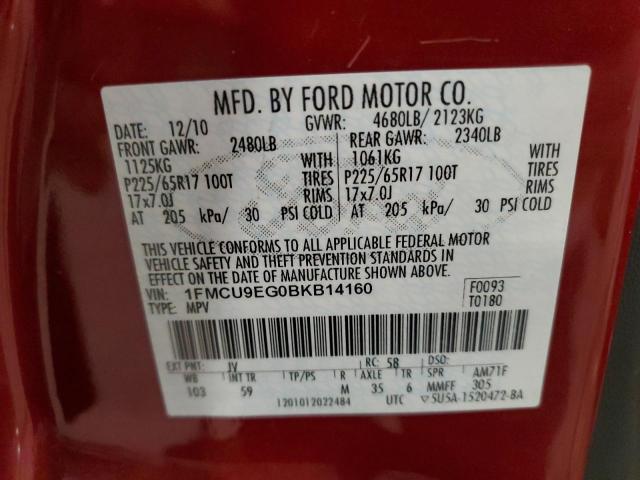 MFD. BY FORD MOTOR CO.
DATE: 12/10 GVWR: 4680LB/ 2123KG
FRONT GAWR: 2480LB REAR GAWR: 2340LB
1125KG WITH 1061KG WITH
P225/65R17 100T TIRES P225/65R17 100T TIRES
17x7.0J RIMS 17x7.0J RIMS
AT 205 kPa/ 30 PSI COLD AT 205 kPa/ 30 PSI COLD
THIS VEHICLE CONFORMS TO ALL APPLICABLE FEDERAL MOTOR
VEHICLE SAFETY AND THEFT PREVENTION STANDARDS IN
EFFECT ON THE DATE OF MANUFACTURE SHOWN ABOVE.
VIN: 1FMCU9EG0BKB14160 F0093
TYPE: MPV T0180
EXT PNT: JV RC: 58 DSO:
WB INT TR TP/PS R AXLE TR SPR AM71F
103 59 M 35 6 MMFF 305
1201012022484 UTC ▽5USA-1520472-BA